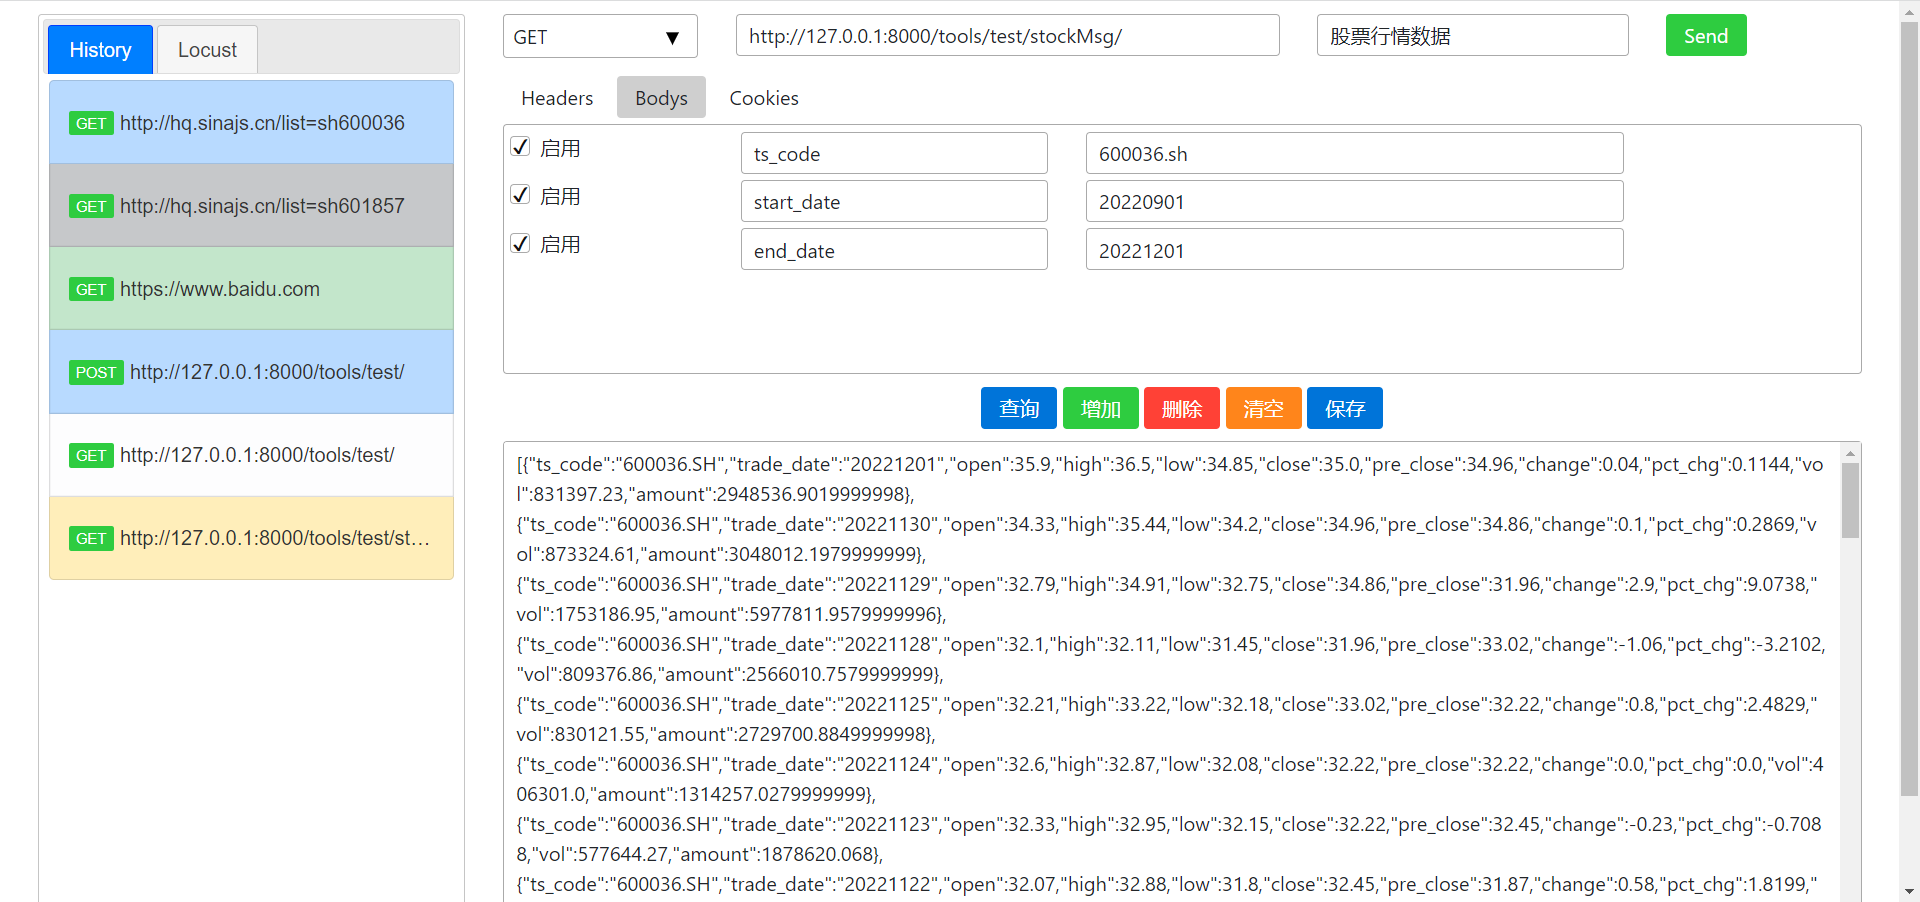 History
Locust
GET http://hq.sinajs.cn/list=sh600036
GET http://hq.sinajs.cn/list=sh601857
GET https://www.baidu.com
POST http://127.0.0.1:8000/tools/test/
GET http://127.0.0.1:8000/tools/test/
GET http://127.0.0.1:8000/tools/test/st…
GET ▼
http://127.0.0.1:8000/tools/test/stockMsg/
股票行情数据
Send
Headers
Bodys
Cookies
启用 ts_code 600036.sh
启用 start_date 20220901
启用 end_date 20221201
查询 增加 删除 清空 保存
[{"ts_code":"600036.SH","trade_date":"20221201","open":35.9,"high":36.5,"low":34.85,"close":35.0,"pre_close":34.96,"change":0.04,"pct_chg":0.1144,"vo
l":831397.23,"amount":2948536.9019999998},
{"ts_code":"600036.SH","trade_date":"20221130","open":34.33,"high":35.44,"low":34.2,"close":34.96,"pre_close":34.86,"change":0.1,"pct_chg":0.2869,"v
ol":873324.61,"amount":3048012.1979999999},
{"ts_code":"600036.SH","trade_date":"20221129","open":32.79,"high":34.91,"low":32.75,"close":34.86,"pre_close":31.96,"change":2.9,"pct_chg":9.0738,"
vol":1753186.95,"amount":5977811.9579999996},
{"ts_code":"600036.SH","trade_date":"20221128","open":32.1,"high":32.11,"low":31.45,"close":31.96,"pre_close":33.02,"change":-1.06,"pct_chg":-3.2102,
"vol":809376.86,"amount":2566010.7579999999},
{"ts_code":"600036.SH","trade_date":"20221125","open":32.21,"high":33.22,"low":32.18,"close":33.02,"pre_close":32.22,"change":0.8,"pct_chg":2.4829,"
vol":830121.55,"amount":2729700.8849999998},
{"ts_code":"600036.SH","trade_date":"20221124","open":32.6,"high":32.87,"low":32.08,"close":32.22,"pre_close":32.22,"change":0.0,"pct_chg":0.0,"vol":4
06301.0,"amount":1314257.0279999999},
{"ts_code":"600036.SH","trade_date":"20221123","open":32.33,"high":32.95,"low":32.15,"close":32.22,"pre_close":32.45,"change":-0.23,"pct_chg":-0.708
8,"vol":577644.27,"amount":1878620.068},
{"ts_code":"600036.SH","trade_date":"20221122","open":32.07,"high":32.88,"low":31.8,"close":32.45,"pre_close":31.87,"change":0.58,"pct_chg":1.8199,"